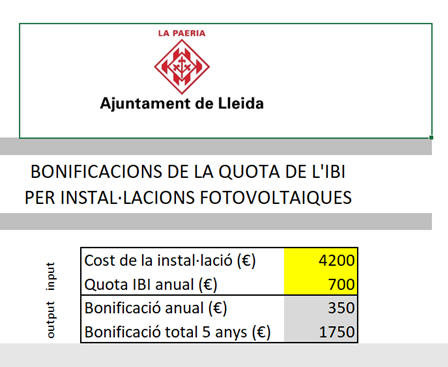 LA PAERIA
Ajuntament de Lleida
BONIFICACIONS DE LA QUOTA DE L'IBI
PER INSTAL·LACIONS FOTOVOLTAIQUES
input
Cost de la instal·lació (€) 4200
Quota IBI anual (€) 700
output
Bonificació anual (€) 350
Bonificació total 5 anys (€) 1750